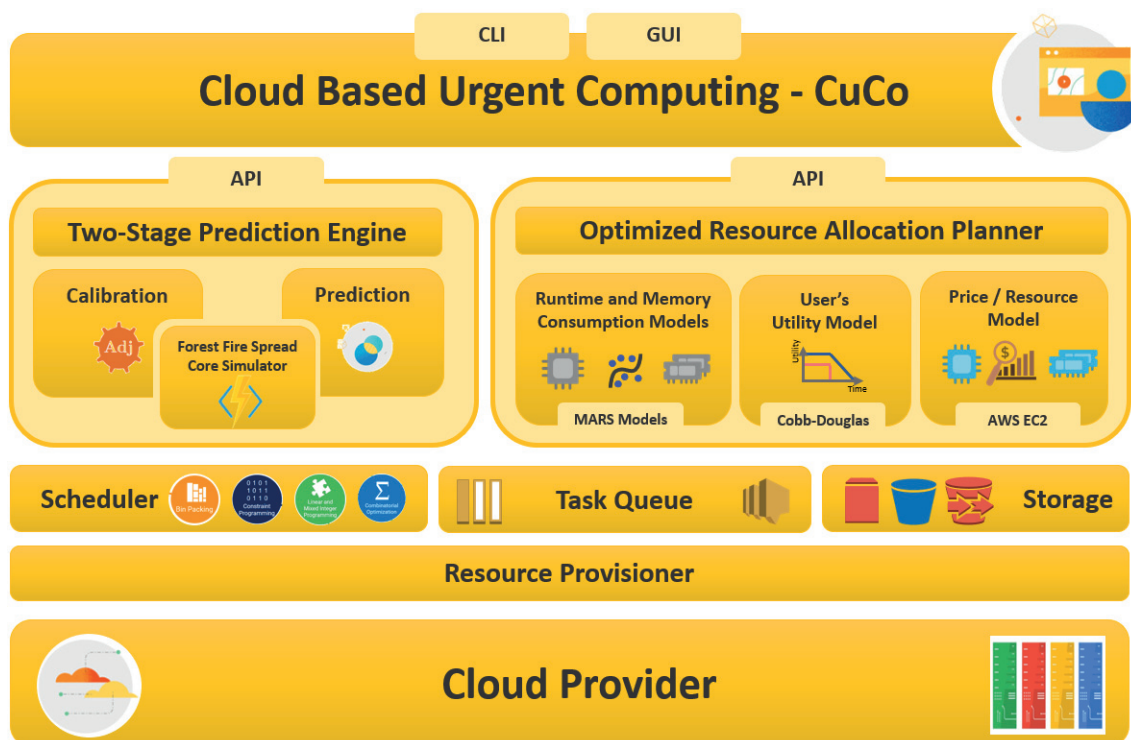 CLI
GUI
Cloud Based Urgent Computing - CuCo
API
Two-Stage Prediction Engine
Calibration
Adj
Prediction
Forest Fire Spread
Core Simulator
API
Optimized Resource Allocation Planner
Runtime and Memory
Consumption Models
MARS Models
User's
Utility Model
Utility
Time
Cobb-Douglas
Price / Resource
Model
$
AWS EC2
Scheduler
Bin Packing
0101
1011
0110
Constraint
Programming
Linear and
Mixed Integer
Programming
Σ
Combinatorial
Optimization
Task Queue
Storage
Resource Provisioner
Cloud Provider